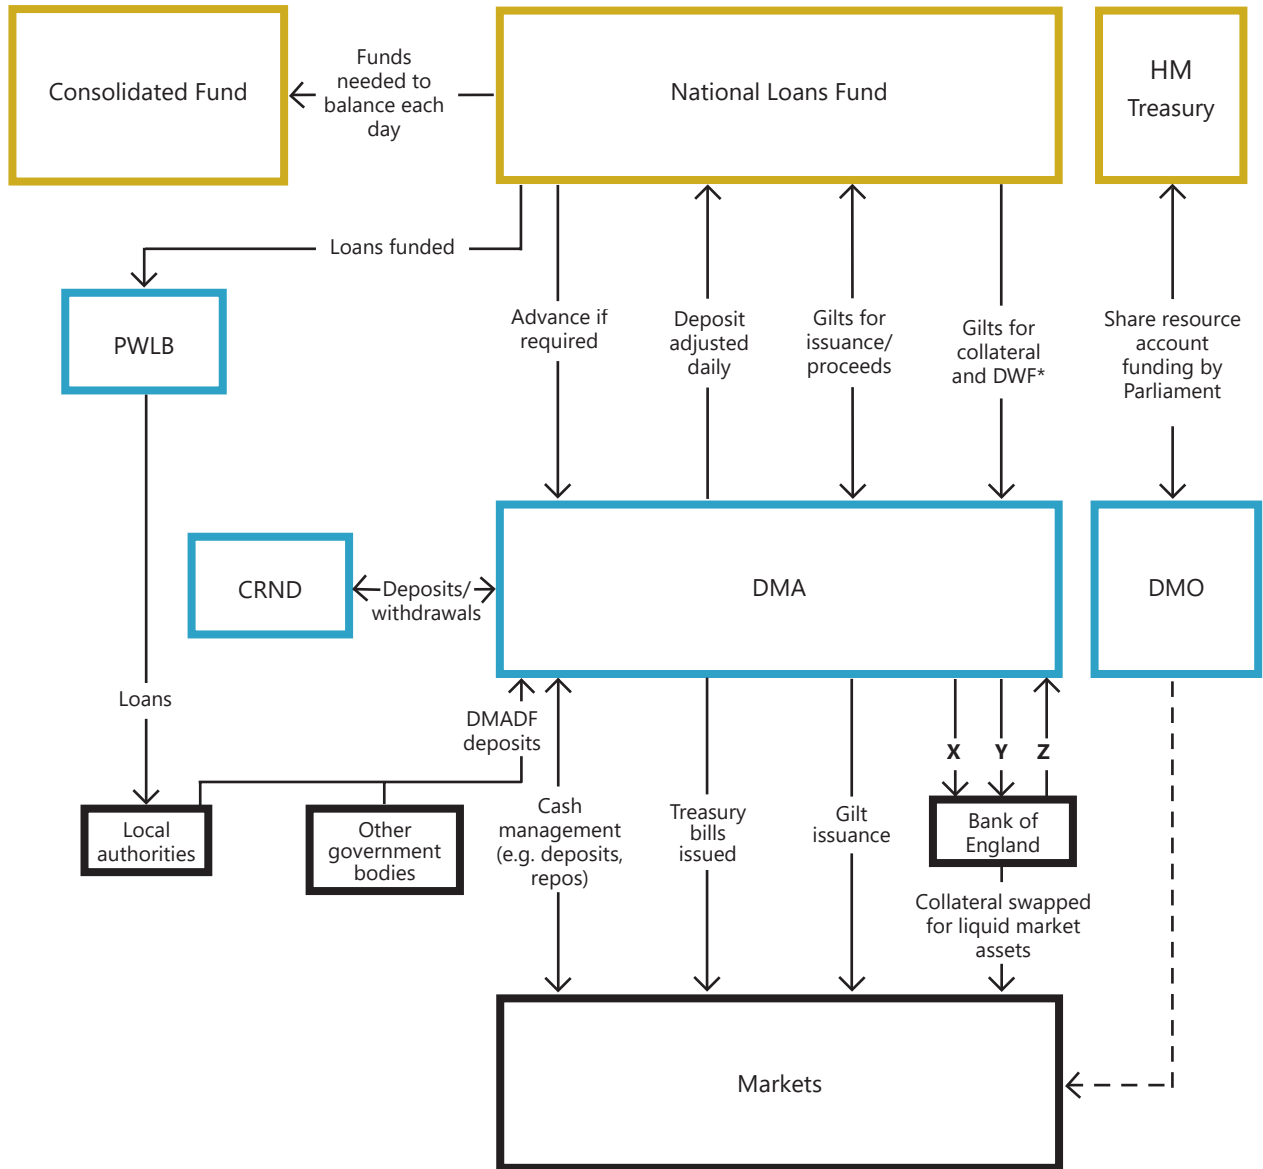 Consolidated Fund
Funds
needed to
balance each
day
National Loans Fund
HM
Treasury
Loans funded
PWLB
Advance if
required
Deposit
adjusted
daily
Gilts for
issuance/
proceeds
Gilts for
collateral
and DWF*
Share resource
account
funding by
Parliament
CRND
Deposits/
withdrawals
DMA
DMO
Loans
DMADF
deposits
X
Y
Z
Local
authorities
Other
government
bodies
Cash
management
(e.g. deposits,
repos)
Treasury
bills
issued
Gilt
issuance
Bank of
England
Collateral swapped
for liquid market
assets
Markets